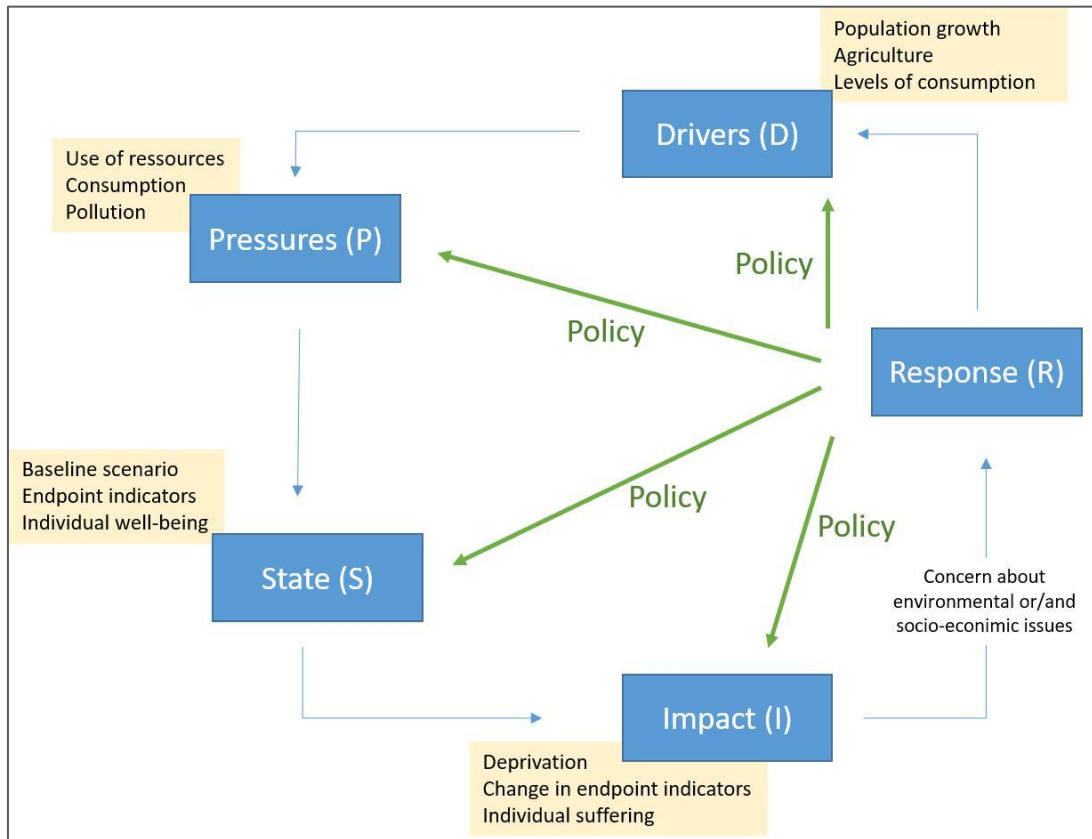 Population growth
Agriculture
Levels of consumption
Drivers (D)
Use of ressources
Consumption
Pollution
Pressures (P)
Policy
Policy
Response (R)
Baseline scenario
Endpoint indicators
Individual well-being
State (S)
Policy
Policy
Concern about
environmental or/and
socio-econimic issues
Impact (I)
Deprivation
Change in endpoint indicators
Individual suffering